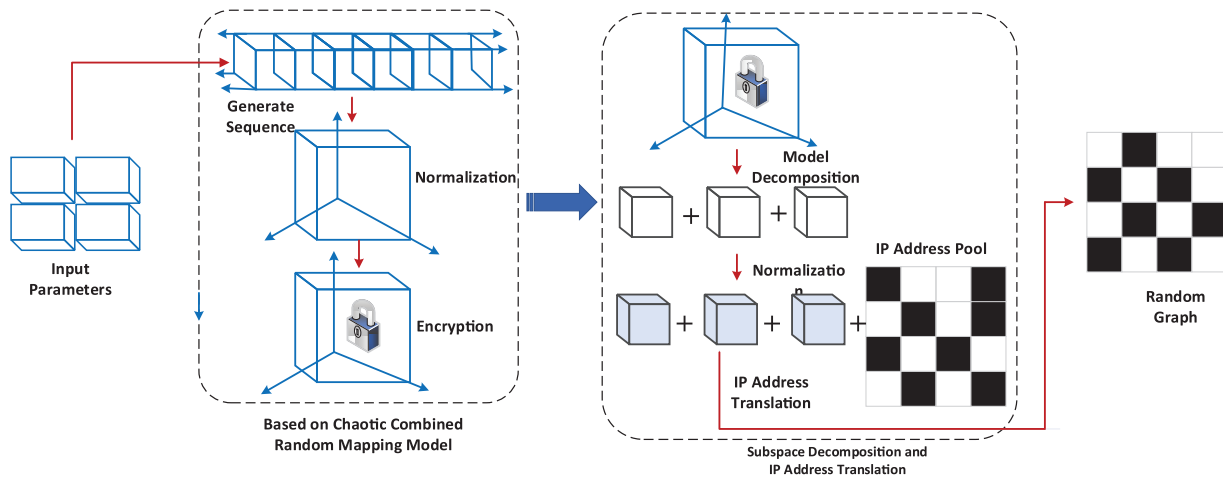 Input
Parameters
Generate
Sequence
Normalization
Encryption
Based on Chaotic Combined
Random Mapping Model
Model
Decomposition
Normalizatio
n
IP Address Pool
+
+
+
+
+
IP Address
Translation
Subspace Decomposition and
IP Address Translation
Random
Graph